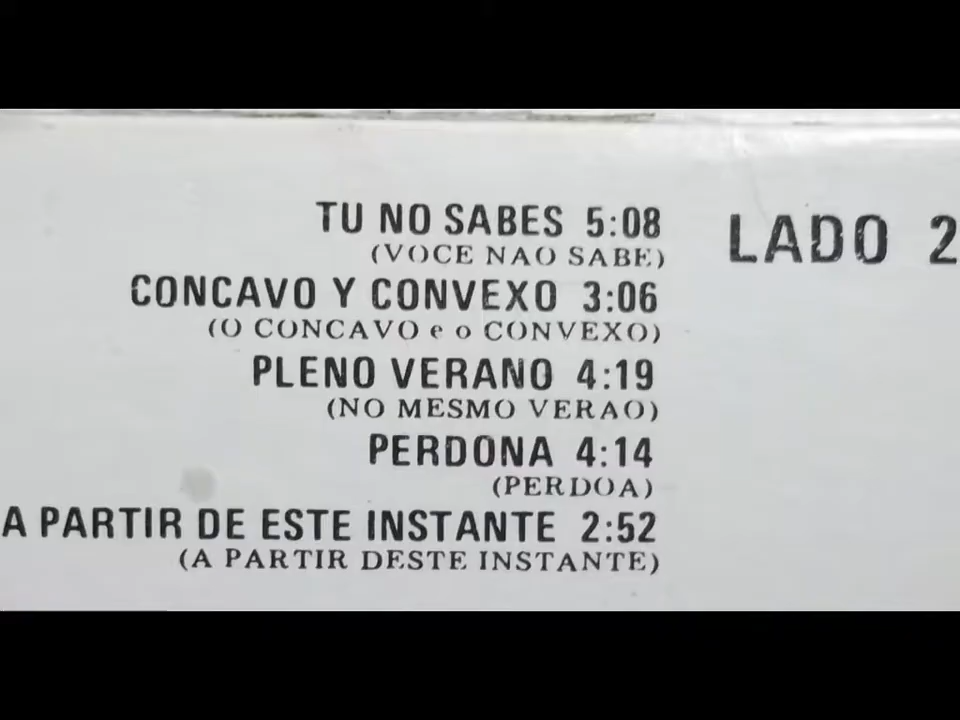 TU NO SABES 5:08
(VOCE NAO SABE)
CONCAVO Y CONVEXO 3:06
(O CONCAVO e o CONVEXO)
PLENO VERANO 4:19
(NO MESMO VERAO)
PERDONA 4:14
(PERDOA)
A PARTIR DE ESTE INSTANTE 2:52
(A PARTIR DESTE INSTANTE)
LADO 2